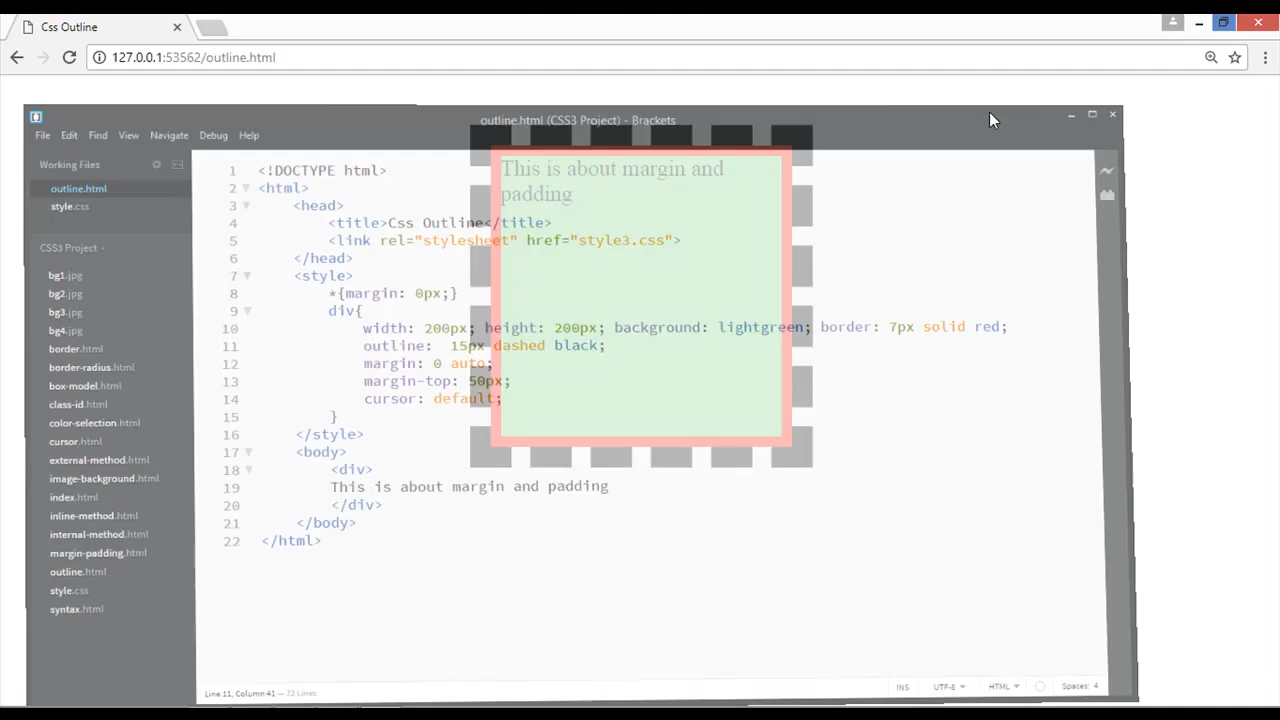 Css Outline
127.0.0.1:53562/outline.html
outline.html (CSS3 Project) - Brackets
File Edit Find View Navigate Debug Help
Working Files
outline.html
style.css
CSS3 Project
bg1.jpg
bg2.jpg
bg3.jpg
bg4.jpg
border.html
border-radius.html
box-model.html
class-id.html
color-selection.html
cursor.html
external-method.html
image-background.html
index.html
inline-method.html
internal-method.html
margin-padding.html
outline.html
style.css
syntax.html
1 <!DOCTYPE html>
2 <html>
3 <head>
4 <title>Css Outline</title>
5 <link rel="stylesheet" href="style3.css">
6 </head>
7 <style>
8 *{margin: 0px;}
9 div{
10 width: 200px; height: 200px; background: lightgreen; border: 7px solid red;
11 outline: 15px dashed black;
12 margin: 0 auto;
13 margin-top: 50px;
14 cursor: default;
15 }
16 </style>
17 <body>
18 <div>
19 This is about margin and padding
20 </div>
21 </body>
22 </html>
This is about margin and
padding
Line 11, Column 41 — 22 Lines
INS UTF-8 HTML Spaces: 4